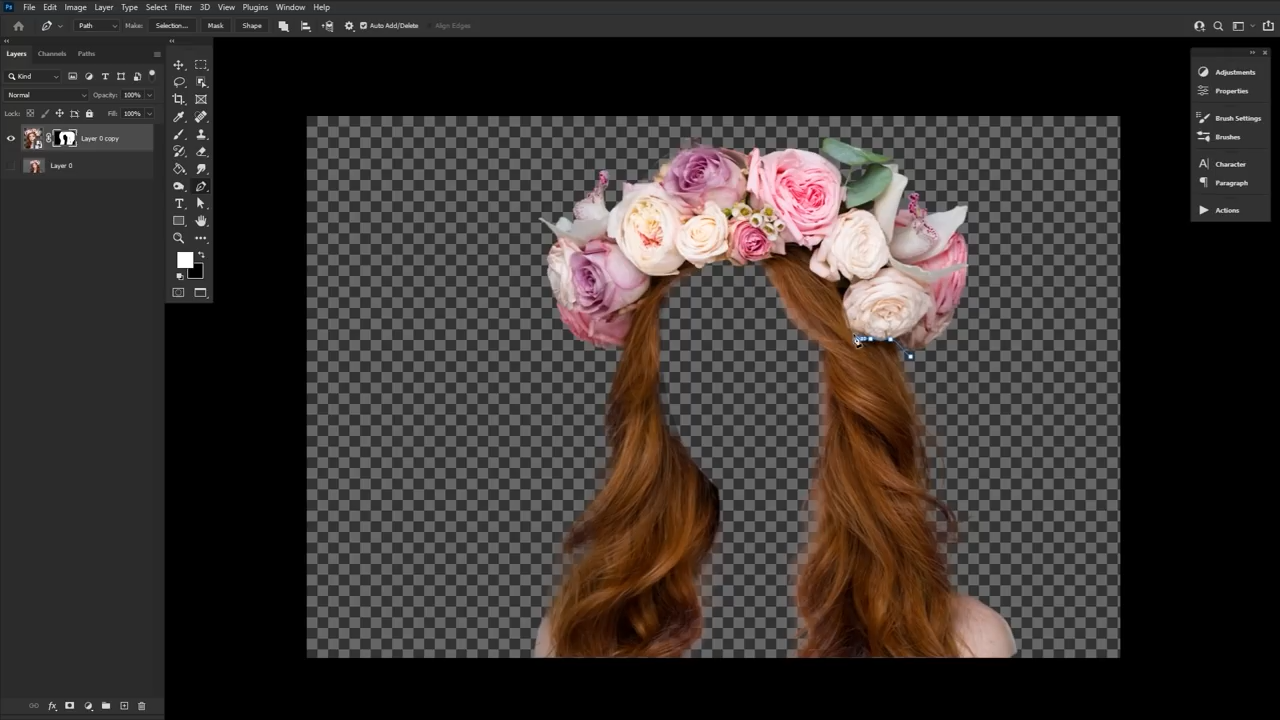 Ps File Edit Image Layer Type Select Filter 3D View Plugins Window Help
Path Make: Selection... Mask Shape Auto Add/Delete Align Edges
Layers Channels Paths
Kind
Normal Opacity: 100%
Lock: Fill: 100%
Layer 0 copy
Layer 0
fx
Adjustments
Properties
Brush Settings
Brushes
Character
Paragraph
Actions